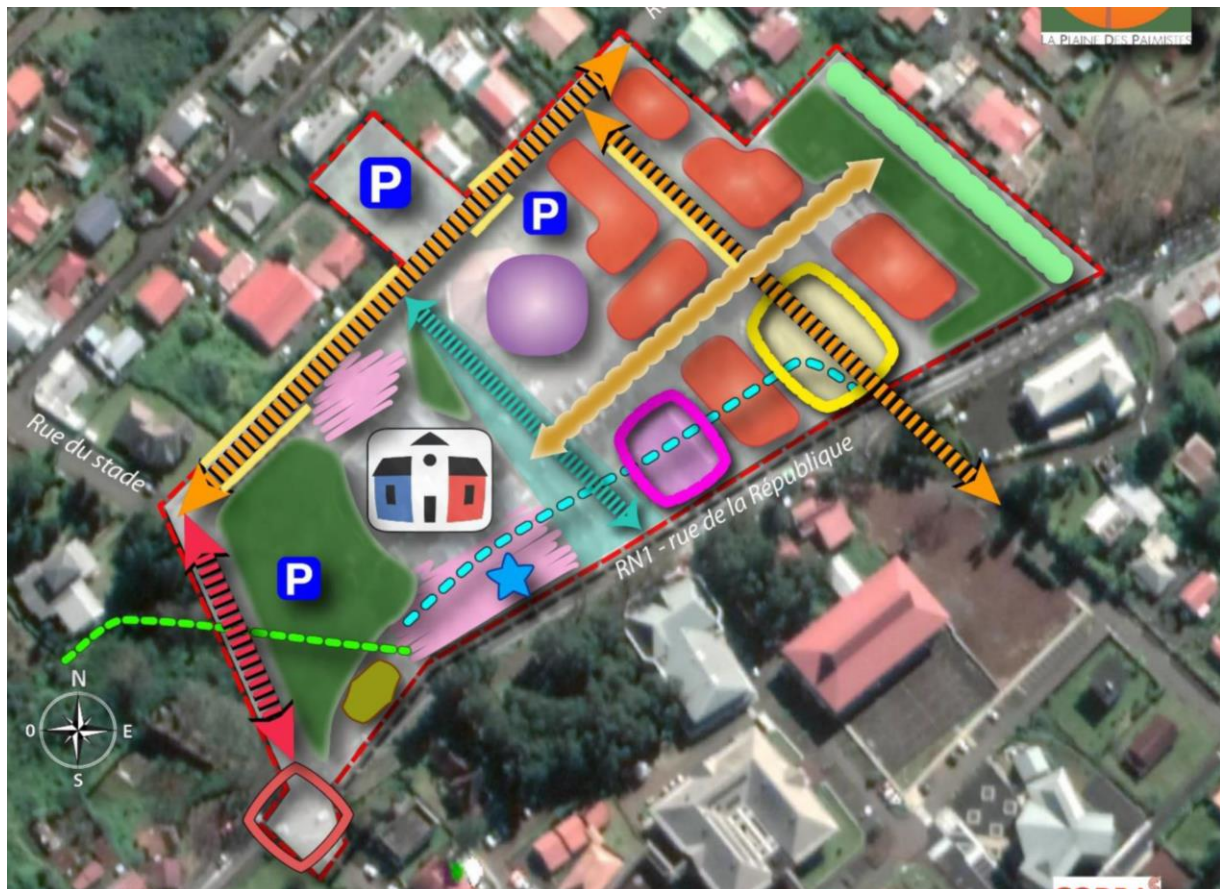 LA PLAINE DES PALMISTES
P
P
Rue du stade
RN1 - rue de la République
P
N
O E
S